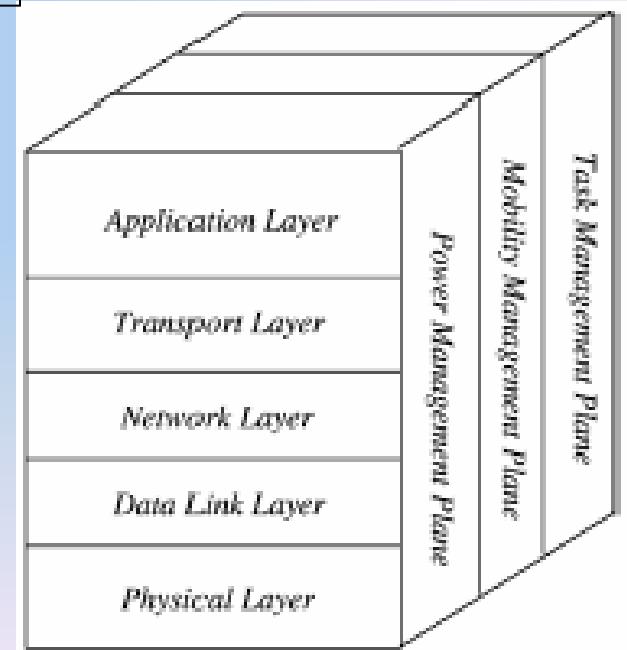 Application Layer
Transport Layer
Network Layer
Data Link Layer
Physical Layer
Power Management Plane
Mobility Management Plane
Task Management Plane